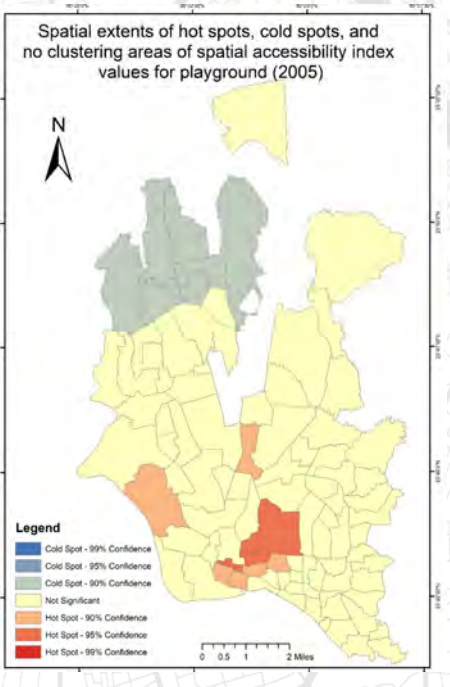 Spatial extents of hot spots, cold spots, and
no clustering areas of spatial accessibility index
values for playground (2005)
N
Legend
Cold Spot - 99% Confidence
Cold Spot - 95% Confidence
Cold Spot - 90% Confidence
Not Significant
Hot Spot - 90% Confidence
Hot Spot - 95% Confidence
Hot Spot - 99% Confidence
0 0.5 1 2 Miles